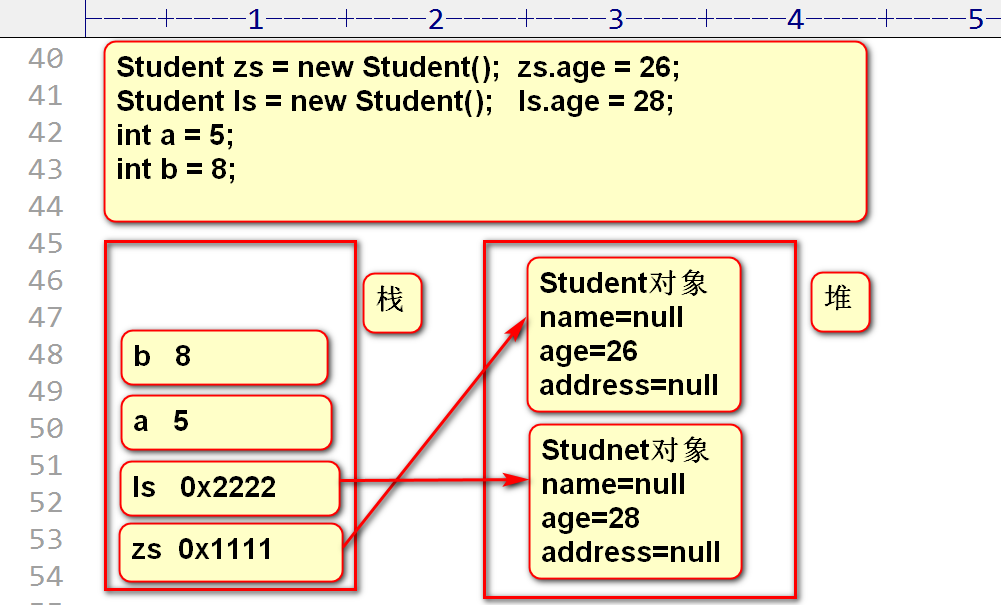 1 2 3 4 5
40
41
42
43
44
45
46
47
48
49
50
51
52
53
54
Student zs = new Student(); zs.age = 26;
Student ls = new Student(); ls.age = 28;
int a = 5;
int b = 8;
b 8
a 5
ls 0x2222
zs 0x1111
栈
Student对象
name=null
age=26
address=null
Studnet对象
name=null
age=28
address=null
堆